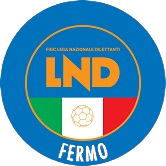 FIGC LEGA NAZIONALE DILETTANTI
LND
FERMO